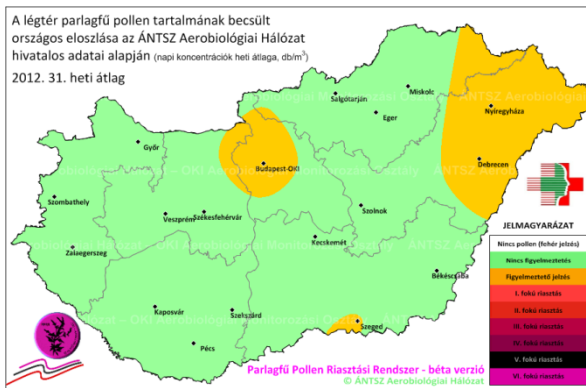 A légtér parlagfű pollen tartalmának becsült
országos eloszlása az ÁNTSZ Aerobiológiai Hálózat
hivatalos adatai alapján (napi koncentrációk heti átlaga, db/m³)
2012. 31. heti átlag
Salgótarján
Miskolc
Eger
Nyíregyháza
Győr
Budapest-OKI
Debrecen
Szombathely
Veszprém
Székesfehérvár
Szolnok
Zalaegerszeg
Kecskemét
Békéscsaba
Kaposvár
Szekszárd
Szeged
Pécs
JELMAGYARÁZAT
Nincs pollen (fehér jelzés)
Nincs figyelmeztetés
Figyelmeztető jelzés
I. fokú riasztás
II. fokú riasztás
III. fokú riasztás
IV. fokú riasztás
V. fokú riasztás
VI. fokú riasztás
Parlagfű Pollen Riasztási Rendszer - béta verzió
© ÁNTSZ Aerobiológiai Hálózat